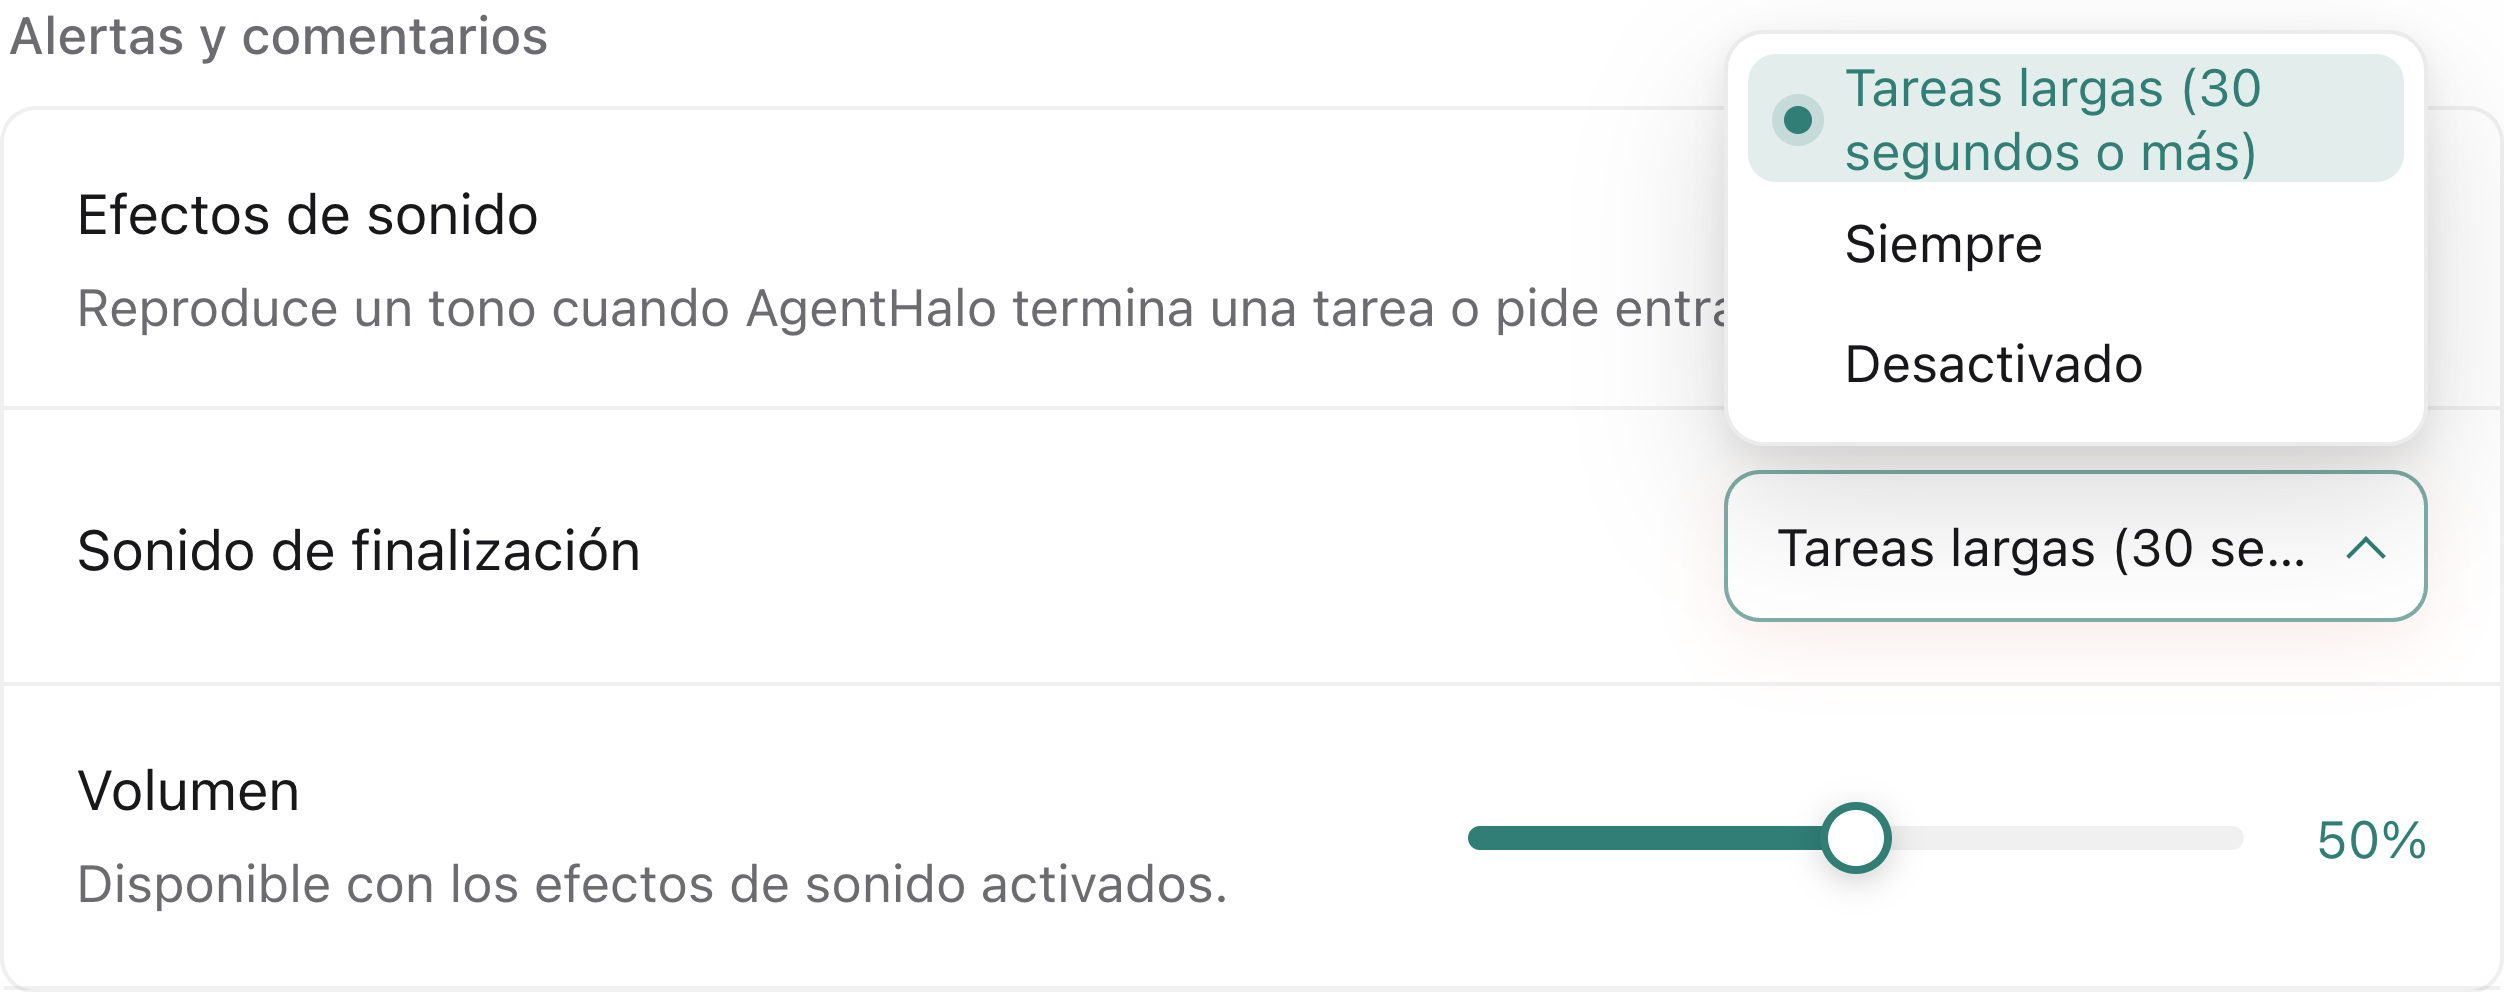 Alertas y comentarios
Tareas largas (30
segundos o más)
Siempre
Desactivado
Efectos de sonido
Reproduce un tono cuando AgentHalo termina una tarea o pide
Sonido de finalización
Tareas largas (30 se...
Volumen
Disponible con los efectos de sonido activados.
50%